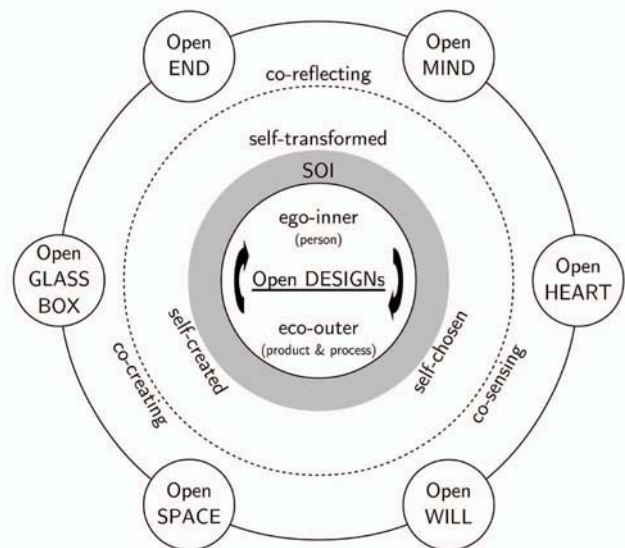 Open
END
Open
MIND
co-reflecting
self-transformed
SOI
ego-inner
(person)
Open
GLASS
BOX
Open DESIGNs
Open
HEART
eco-outer
(product & process)
self-created
self-chosen
co-creating
co-sensing
Open
SPACE
Open
WILL